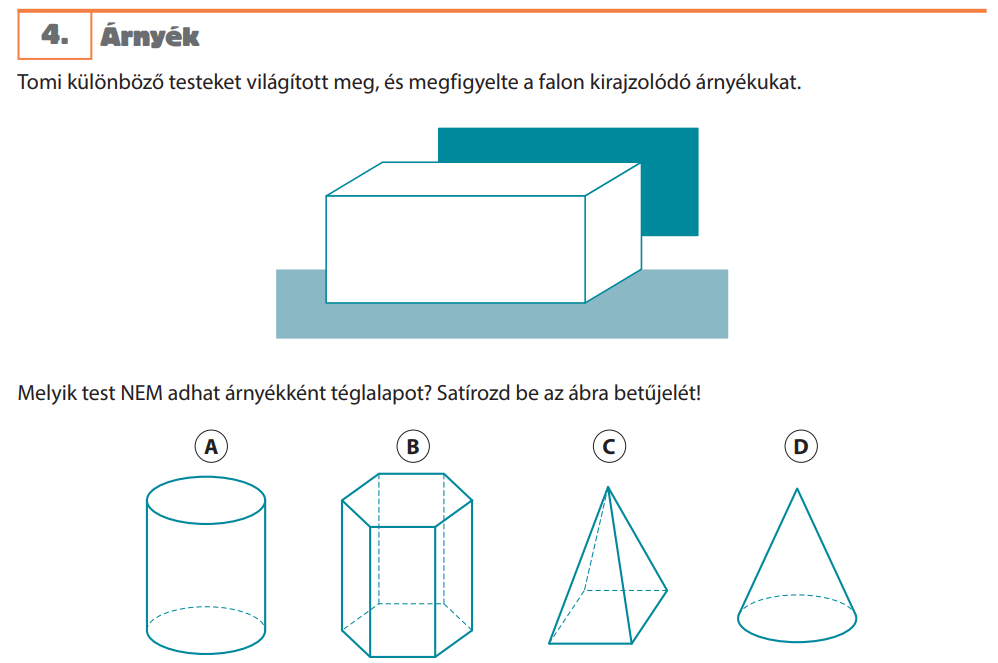 4. Árnyék
Tomi különböző testeket világított meg, és megfigyelte a falon kirajzolódó árnyékukat.
Melyik test NEM adhat árnyékként téglalapot? Satírozd be az ábra betűjelét!
A B C D